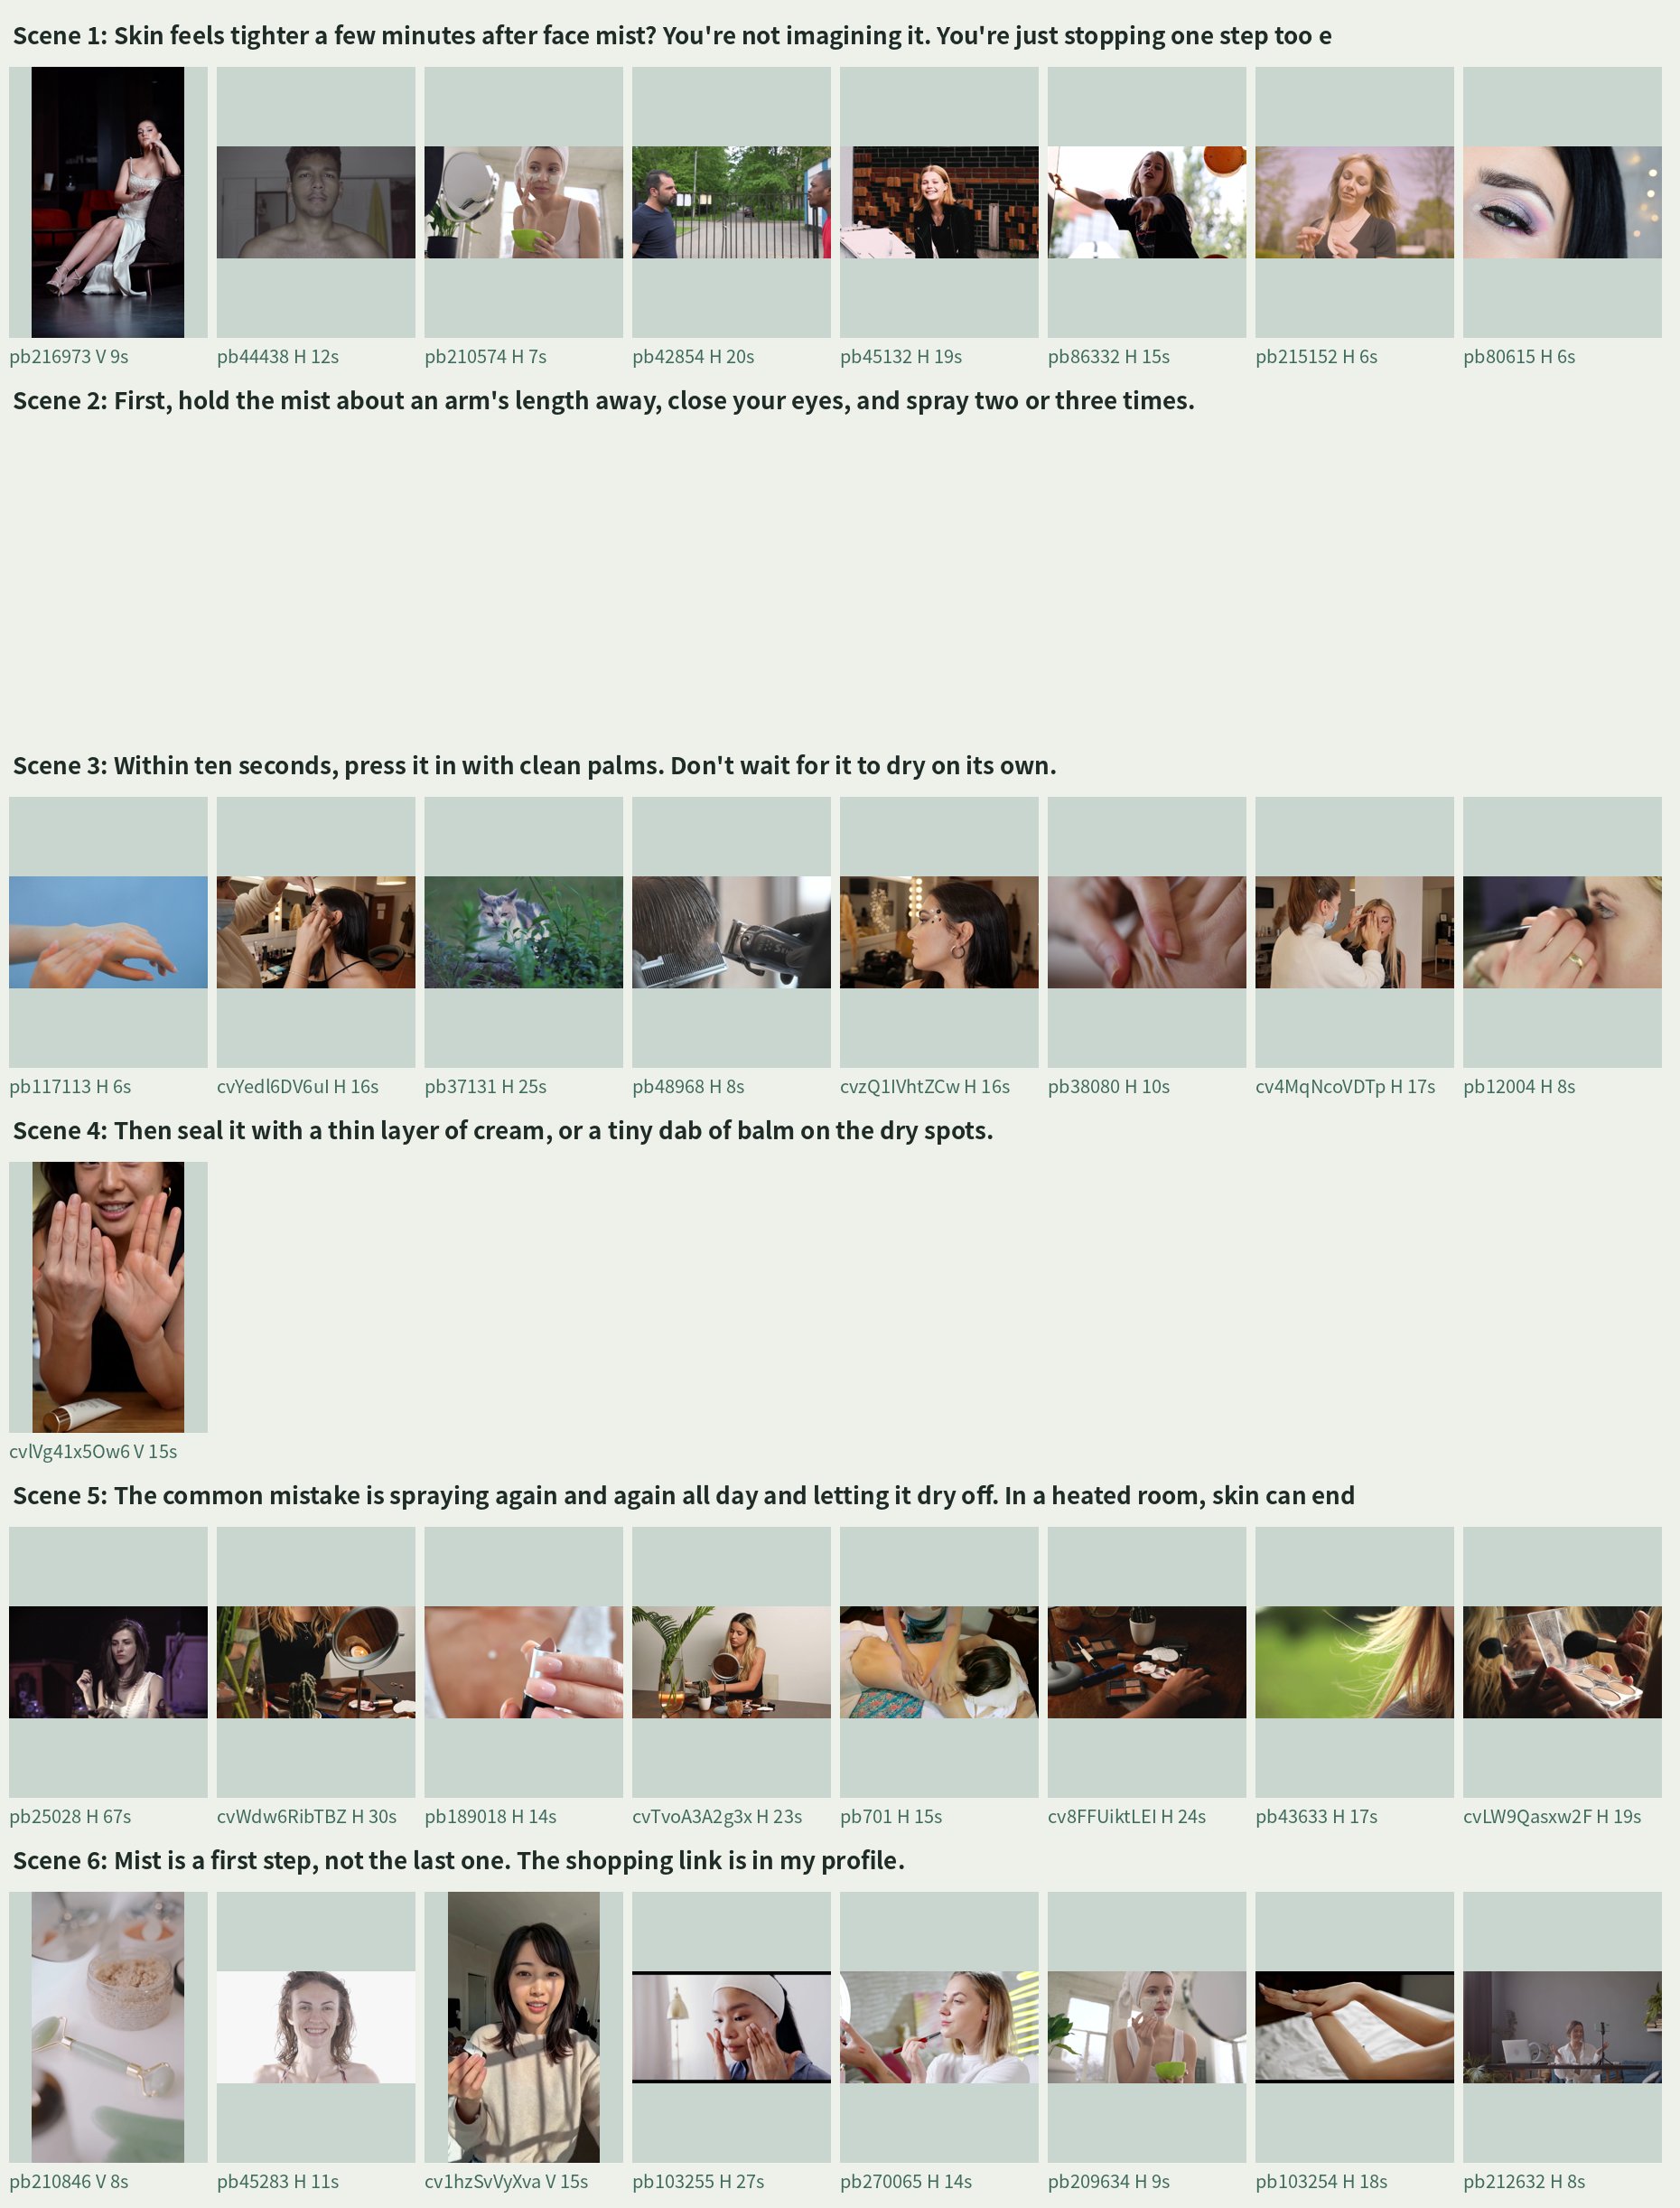 Scene 1: Skin feels tighter a few minutes after face mist? You're not imagining it. You're just stopping one step too e
pb216973 V 9s
pb44438 H 12s
pb210574 H 7s
pb42854 H 20s
pb45132 H 19s
pb86332 H 15s
pb215152 H 6s
pb80615 H 6s
Scene 2: First, hold the mist about an arm's length away, close your eyes, and spray two or three times.
Scene 3: Within ten seconds, press it in with clean palms. Don't wait for it to dry on its own.
pb117113 H 6s
cvYedl6DV6uI H 16s
pb37131 H 25s
pb48968 H 8s
cvzQ1IVhtZCw H 16s
pb38080 H 10s
cv4MqNcoVDTp H 17s
pb12004 H 8s
Scene 4: Then seal it with a thin layer of cream, or a tiny dab of balm on the dry spots.
cvlVg41x5Ow6 V 15s
Scene 5: The common mistake is spraying again and again all day and letting it dry off. In a heated room, skin can end
pb25028 H 67s
cvWdw6RibTBZ H 30s
pb189018 H 14s
cvTvoA3A2g3x H 23s
pb701 H 15s
cv8FFUiktLEI H 24s
pb43633 H 17s
cvLW9Qasxw2F H 19s
Scene 6: Mist is a first step, not the last one. The shopping link is in my profile.
pb210846 V 8s
pb45283 H 11s
cv1hzSvVyXva V 15s
pb103255 H 27s
pb270065 H 14s
pb209634 H 9s
pb103254 H 18s
pb212632 H 8s